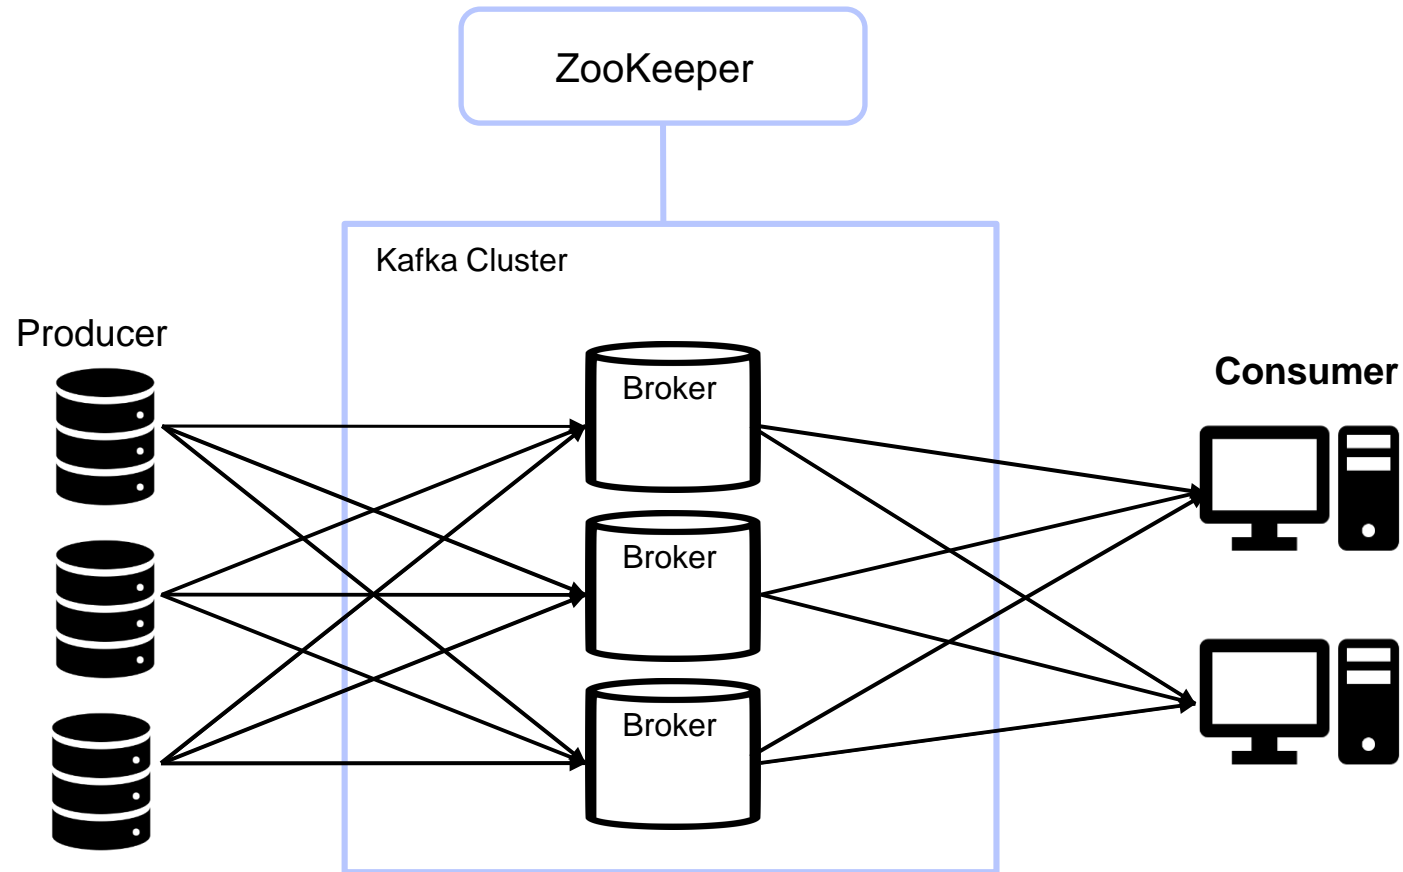 ZooKeeper
Kafka Cluster
Producer
Consumer
Broker
Broker
Broker